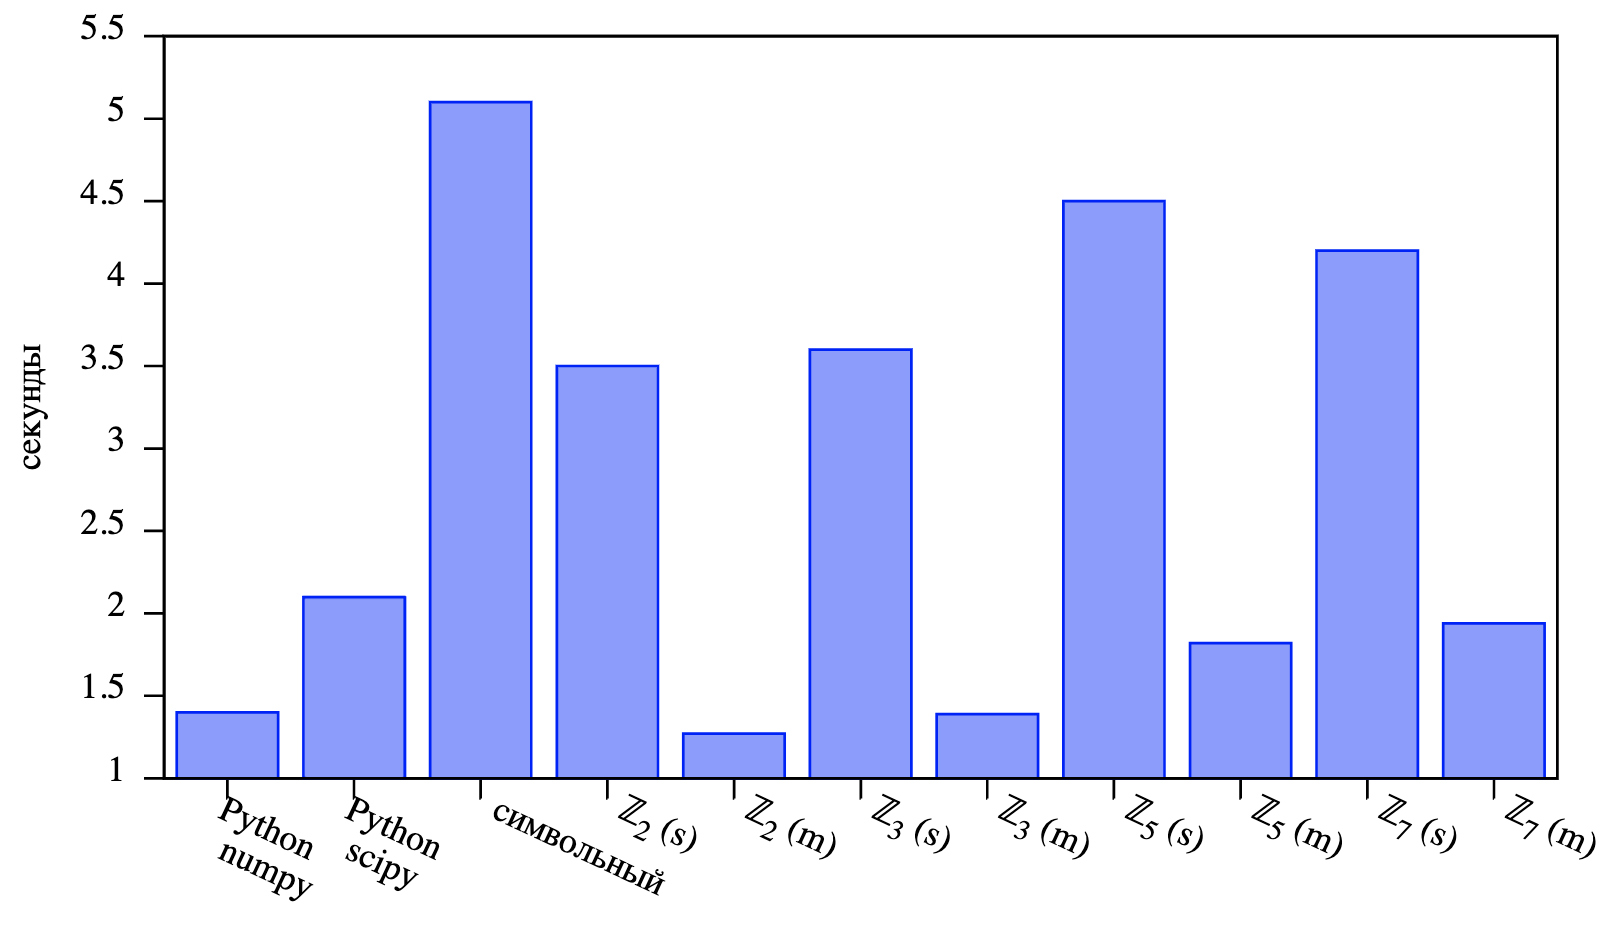 5.5
5
4.5
4
3.5
3
2.5
2
1.5
1
секунды
Python
numpy
Python
scipy
символьный
ℤ2 (s)
ℤ2 (m)
ℤ3 (s)
ℤ3 (m)
ℤ5 (s)
ℤ5 (m)
ℤ7 (s)
ℤ7 (m)